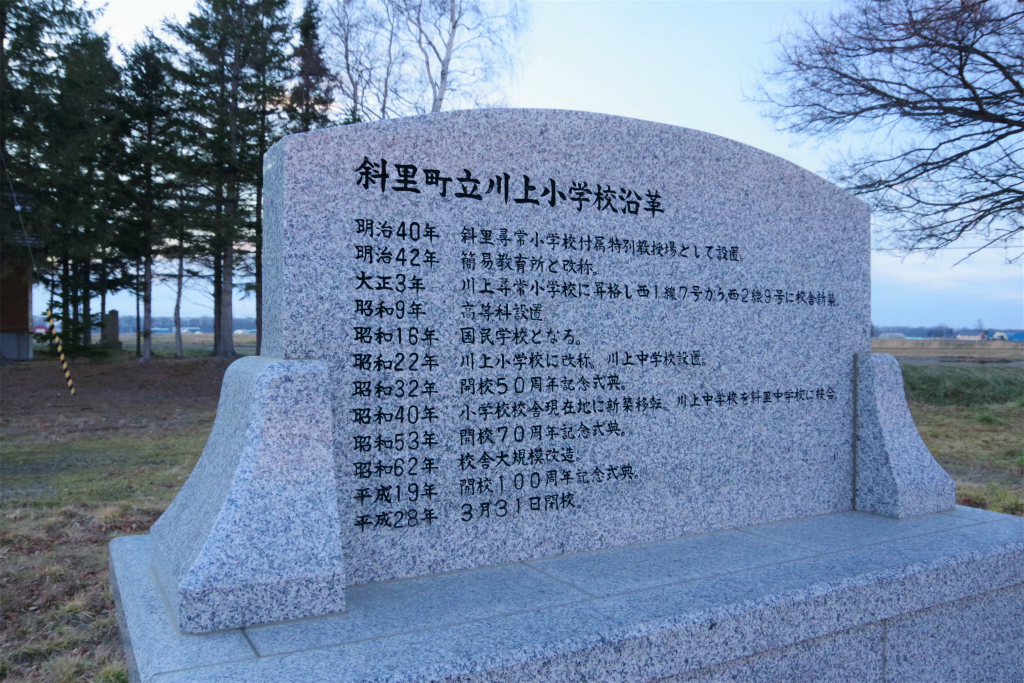 斜里町立川上小学校沿革
明治40年 斜里尋常小学校付属特別教授場として設置。
明治42年 簡易教育所と改称。
大正3年 川上尋常小学校に昇格し西1線7号から西2線9号に校舎新築。
昭和9年 高等科設置
昭和16年 国民学校となる。
昭和22年 川上小学校に改称。川上中学校設置。
昭和32年 開校50周年記念式典。
昭和40年 小学校校舎現在地に新築移転。川上中学校を斜里中学校に統合。
昭和53年 開校70周年記念式典。
昭和62年 校舎大規模改造。
平成19年 開校100周年記念式典。
平成28年 3月31日閉校。